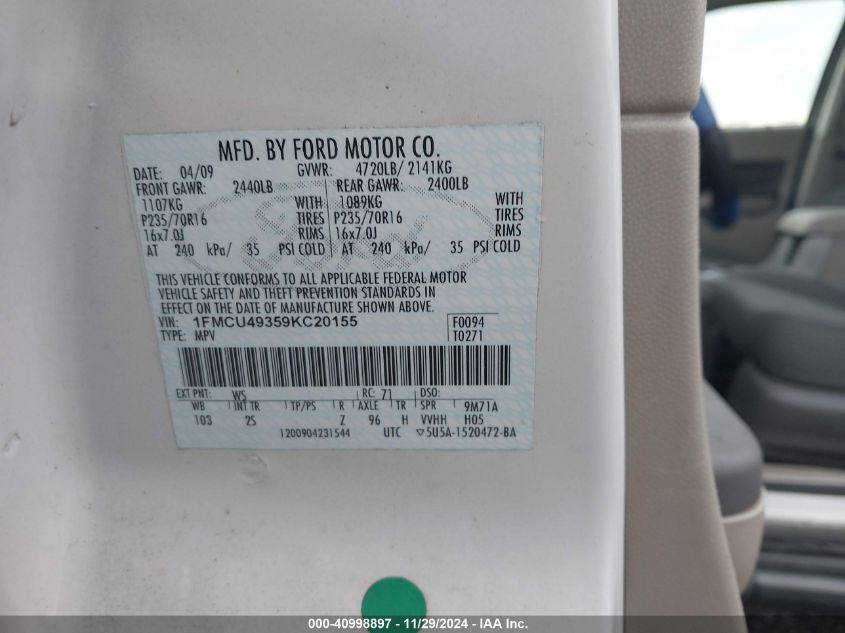 MFD. BY FORD MOTOR CO.
DATE: 04/09 GVWR: 4720LB/ 2141KG
FRONT GAWR: 2440LB REAR GAWR: 2400LB
1107KG WITH 1089KG WITH
P235/70R16 TIRES P235/70R16 TIRES
16x7.0J RIMS 16x7.0J RIMS
AT 240 kPa/ 35 PSI COLD AT 240 kPa/ 35 PSI COLD
THIS VEHICLE CONFORMS TO ALL APPLICABLE FEDERAL MOTOR
VEHICLE SAFETY AND THEFT PREVENTION STANDARDS IN
EFFECT ON THE DATE OF MANUFACTURE SHOWN ABOVE.
VIN: 1FMCU49359KC20155 F0094
TYPE: MPV T0271
EXT PNT: WS RC: 71 DSO:
WB INT TR TP/PS R AXLE TR SPR 9M71A
103 2S Z 96 H VVHH H05
1200904231544 UTC ▽5U5A-1520472-BA
000-40998897 - 11/29/2024 - IAA Inc.